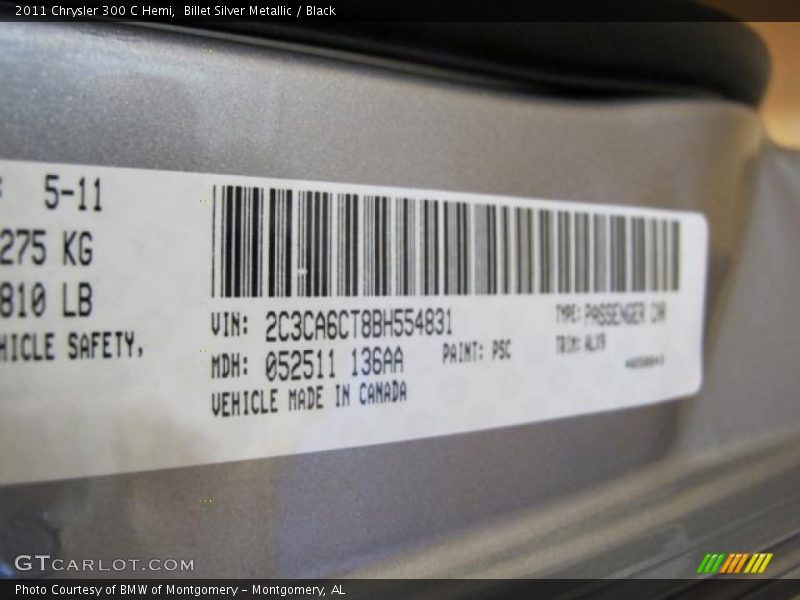 2011 Chrysler 300 C Hemi,  Billet Silver Metallic / Black
5-11
275 KG
810 LB
HICLE SAFETY,
VIN: 2C3CA6CT8BH554831
MDH: 052511 136AA
PAINT: PSC
VEHICLE MADE IN CANADA
TYPE: PASSENGER CAR
TRIM:
GTCARLOT.COM
Photo Courtesy of BMW of Montgomery – Montgomery, AL